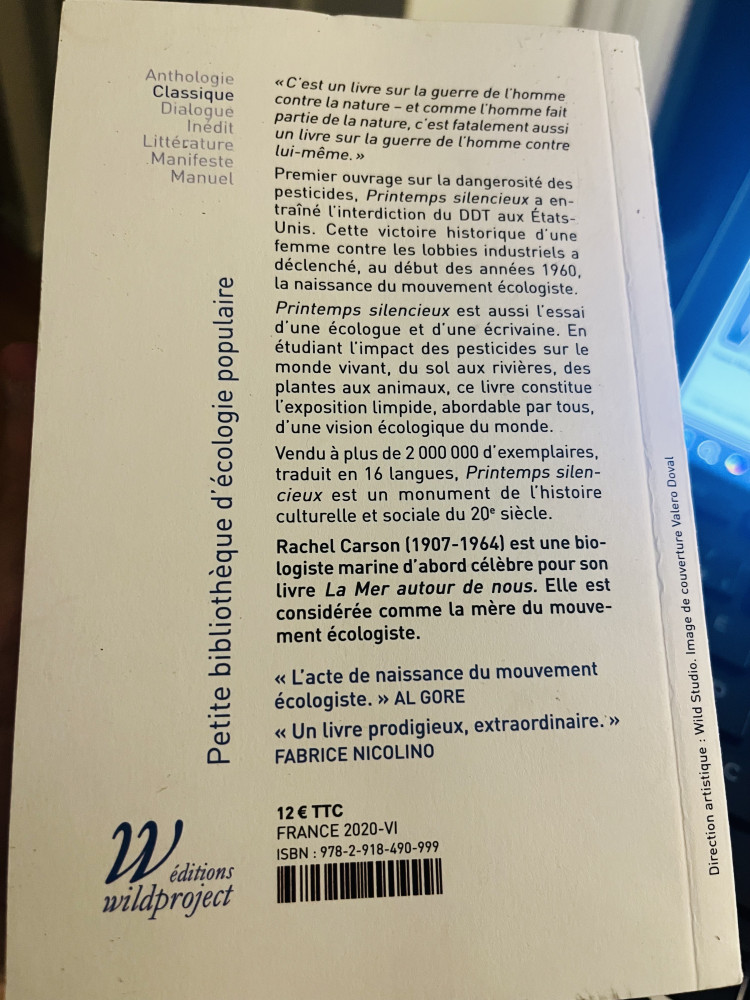 Anthologie
Classique
Dialogue
Inédit
Littérature
Manifeste
Manuel
« C'est un livre sur la guerre de l'homme
contre la nature – et comme l'homme fait
partie de la nature, c'est fatalement aussi
un livre sur la guerre de l'homme contre
lui-même. »
Premier ouvrage sur la dangerosité des
pesticides, Printemps silencieux a en-
traîné l'interdiction du DDT aux États-
Unis. Cette victoire historique d'une
femme contre les lobbies industriels a
déclenché, au début des années 1960,
la naissance du mouvement écologiste.
Printemps silencieux est aussi l'essai
d'une écologue et d'une écrivaine. En
étudiant l'impact des pesticides sur le
monde vivant, du sol aux rivières, des
plantes aux animaux, ce livre constitue
l'exposition limpide, abordable par tous,
d'une vision écologique du monde.
Vendu à plus de 2 000 000 d'exemplaires,
traduit en 16 langues, Printemps silen-
cieux est un monument de l'histoire
culturelle et sociale du 20e siècle.
Rachel Carson (1907-1964) est une bio-
logiste marine d'abord célèbre pour son
livre La Mer autour de nous. Elle est
considérée comme la mère du mouve-
ment écologiste.
« L'acte de naissance du mouvement
écologiste. » AL GORE
« Un livre prodigieux, extraordinaire. »
FABRICE NICOLINO
12 € TTC
FRANCE 2020-VI
ISBN : 978-2-918-490-999
Petite bibliothèque d'écologie populaire
W
éditions
wildproject
Direction artistique : Wild Studio. Image de couverture Valero Doval